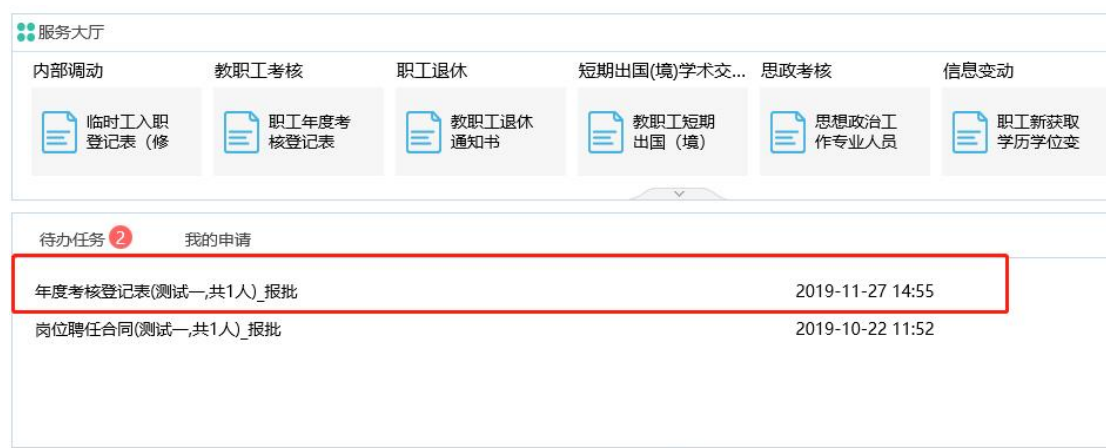 服务大厅
内部调动 教职工考核 职工退休 短期出国(境)学术交... 思政考核 信息变动
临时工入职 职工年度考 教职工退休 教职工短期 思想政治工 职工新获取
登记表（修 核登记表 通知书 出国（境） 作专业人员 学历学位变
待办任务 2 我的申请
年度考核登记表(测试一,共1人)_报批 2019-11-27 14:55
岗位聘任合同(测试一,共1人)_报批 2019-10-22 11:52